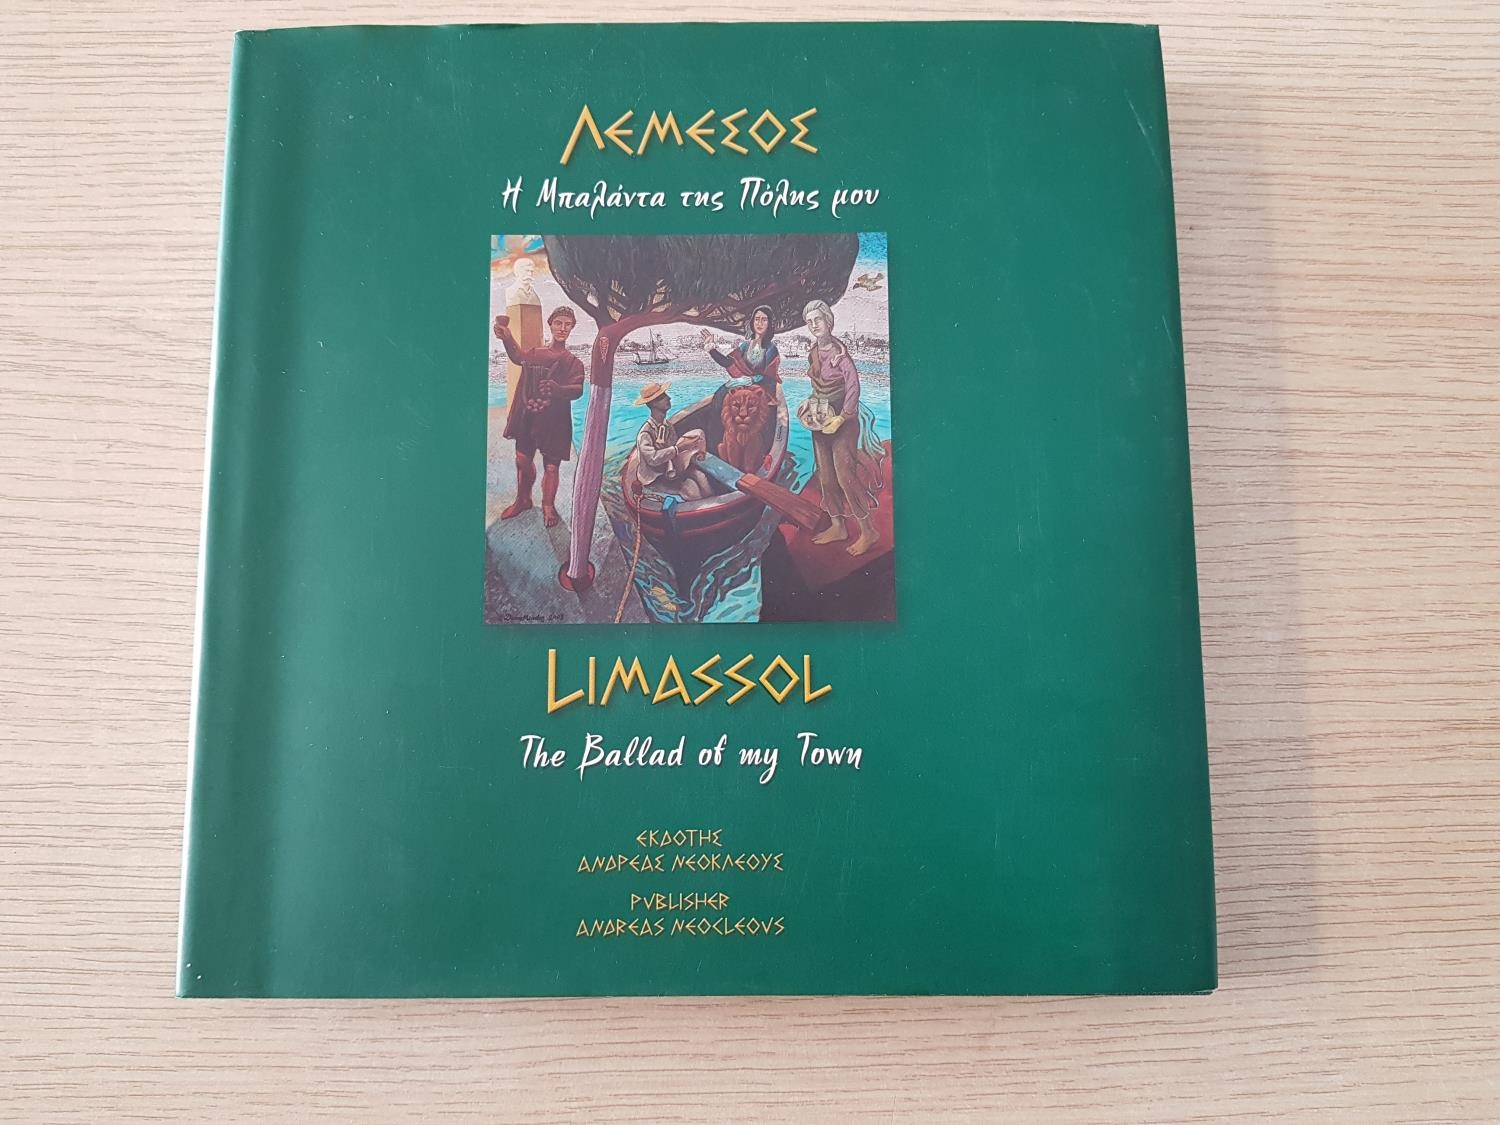 ΛΕΜΕΣΟΣ
Η Μπαλάντα της Πόλης μου
LIMASSOL
The Ballad of my Town
ΕΚΔΟΤΗΣ
ΑΝΔΡΕΑΣ ΝΕΟΚΛΕΟΥΣ
PVBLISHER
ANDREAS NEOCLEOVS